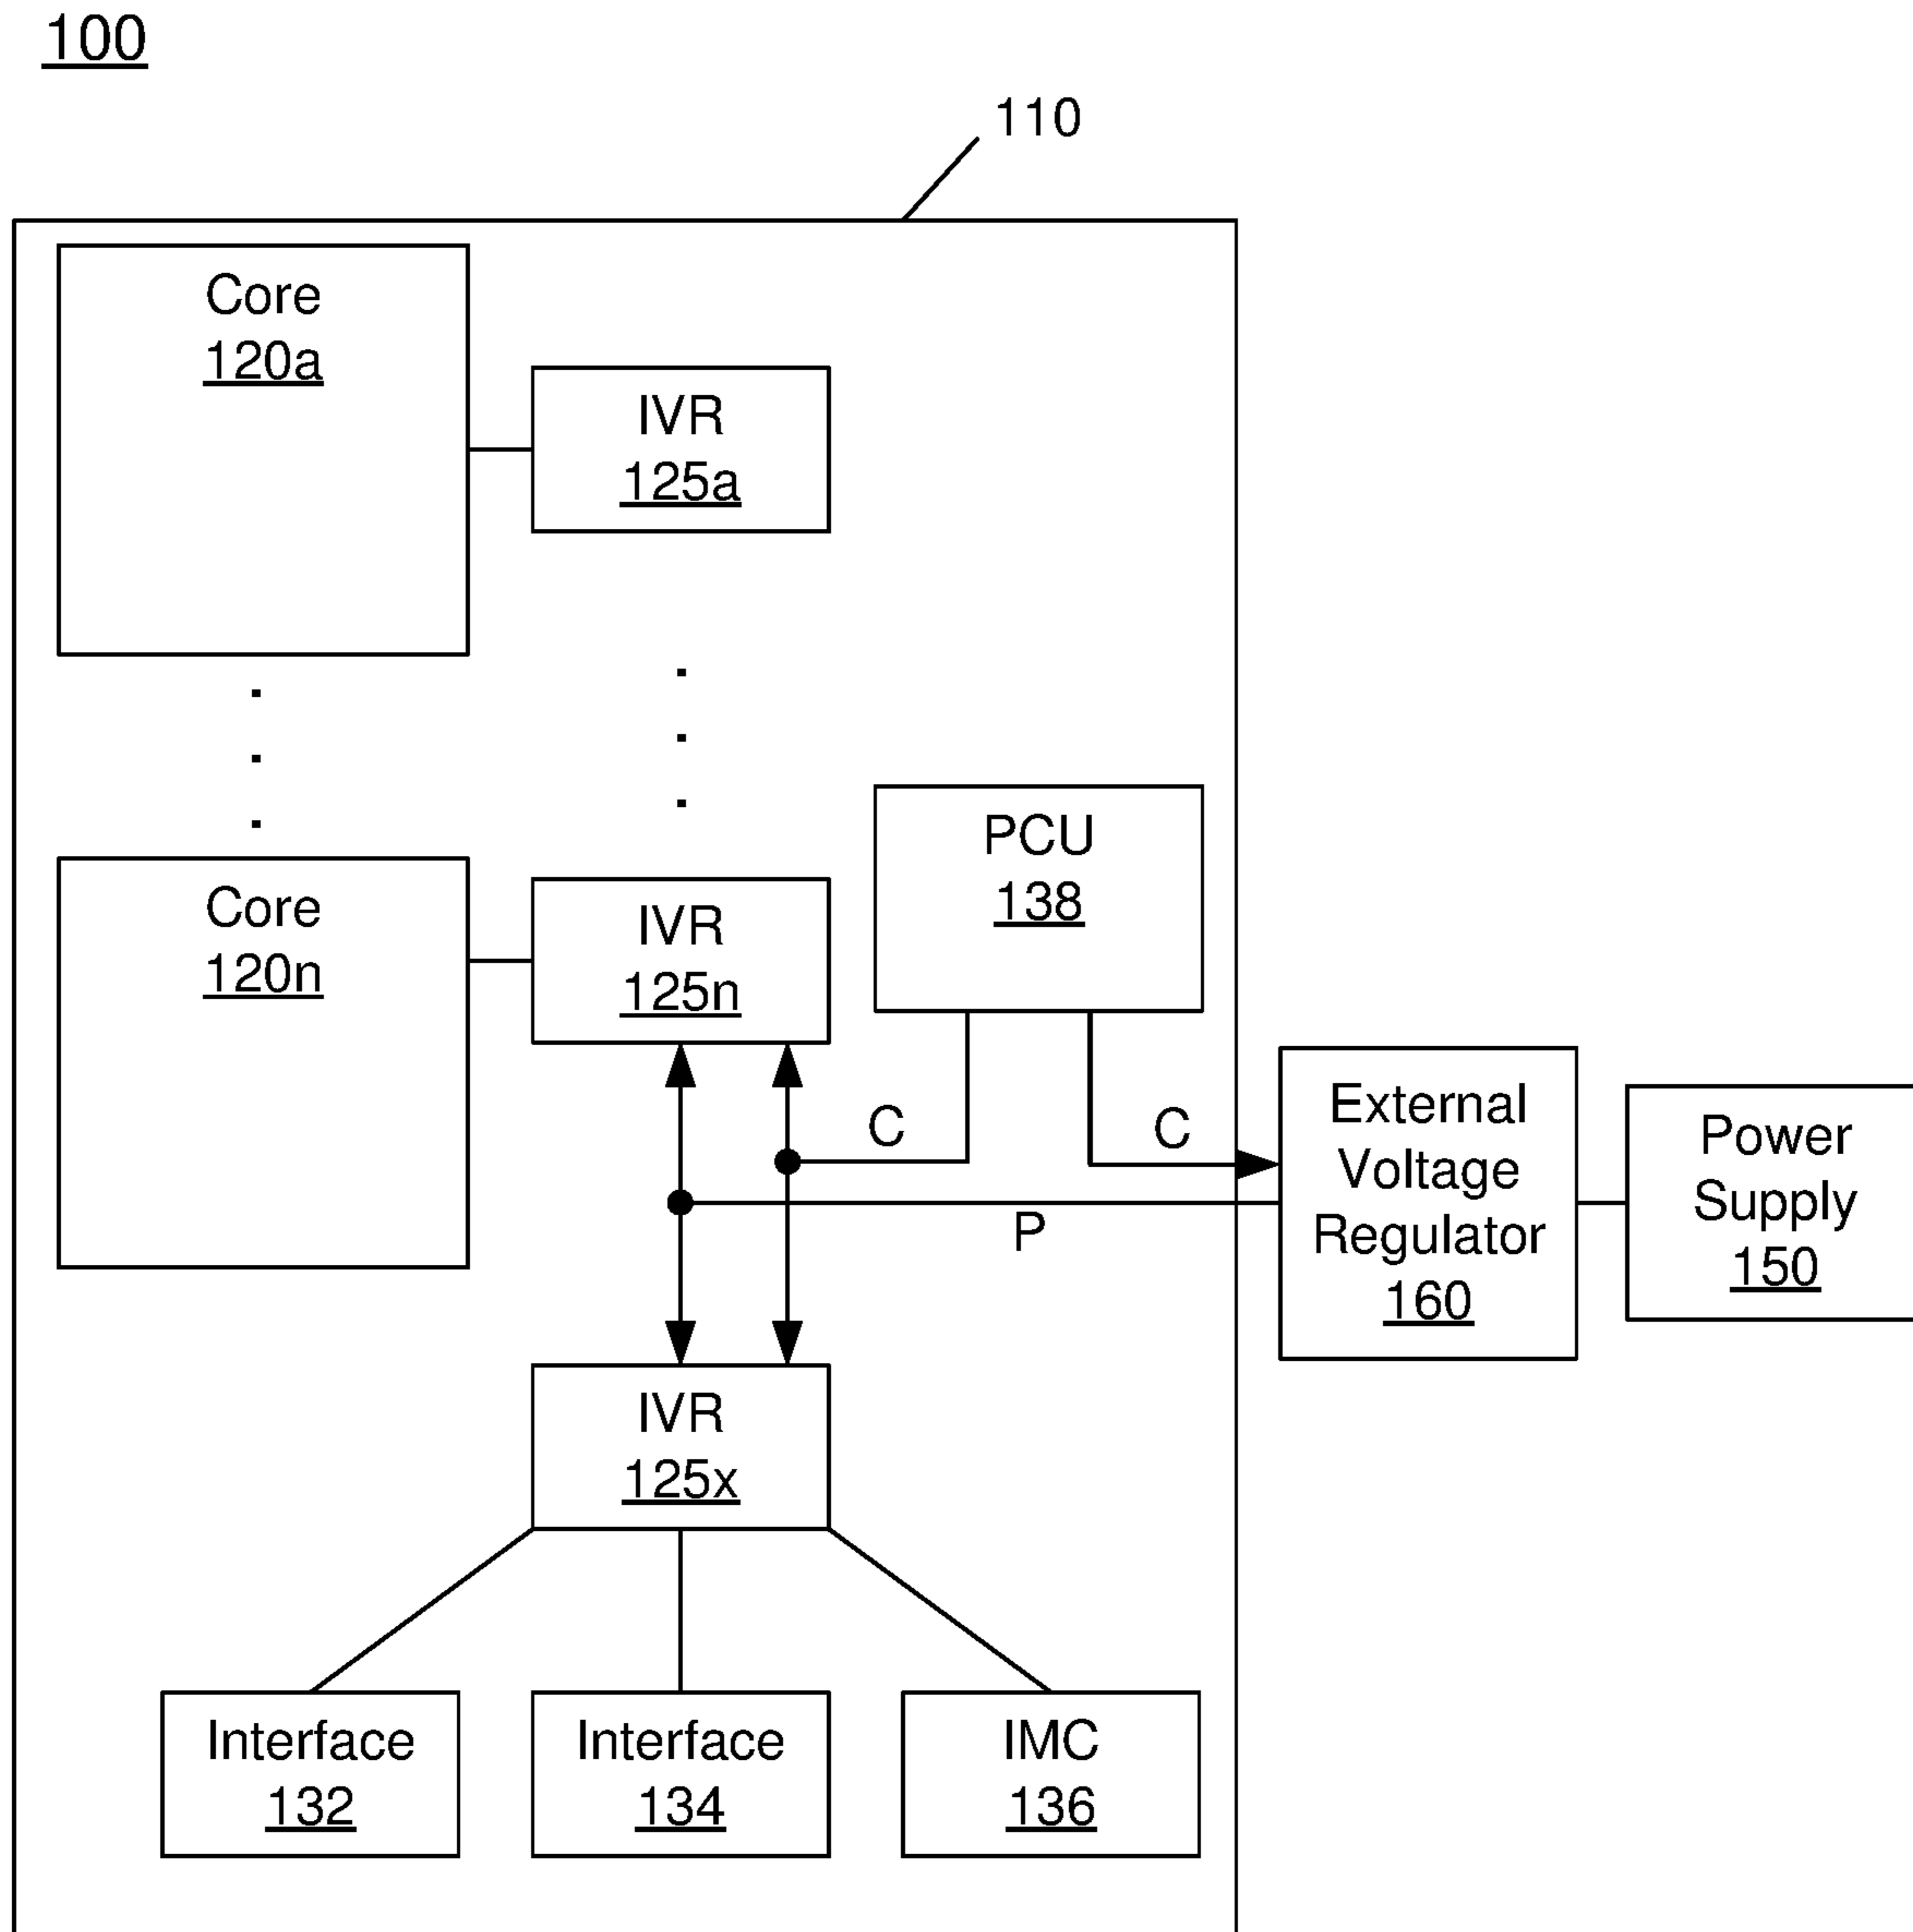 100
110
Core
120a
IVR
125a
Core
120n
IVR
125n
PCU
138
C
C
P
External
Voltage
Regulator
160
Power
Supply
150
IVR
125x
Interface
132
Interface
134
IMC
136